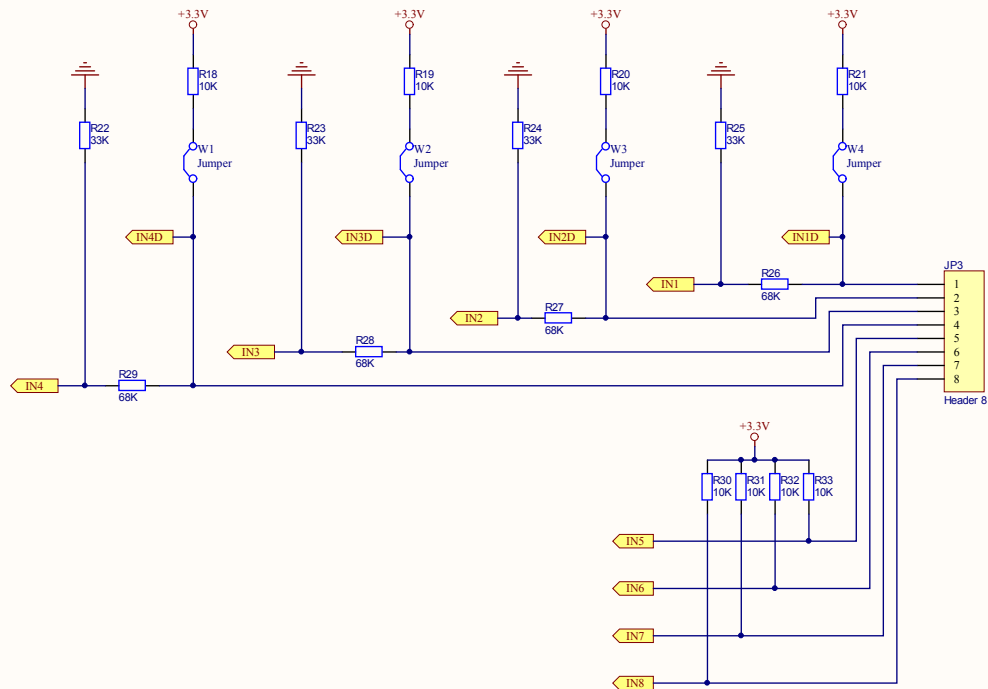 +3.3V
+3.3V
+3.3V
+3.3V
R18
10K
R19
10K
R20
10K
R21
10K
R22
33K
R23
33K
R24
33K
R25
33K
W1
Jumper
W2
Jumper
W3
Jumper
W4
Jumper
IN4D
IN3D
IN2D
IN1D
JP3
IN1
R26
68K
1
2
3
4
5
6
7
8
Header 8
IN2
R27
68K
IN3
R28
68K
IN4
R29
68K
+3.3V
R30
10K
R31
10K
R32
10K
R33
10K
IN5
IN6
IN7
IN8